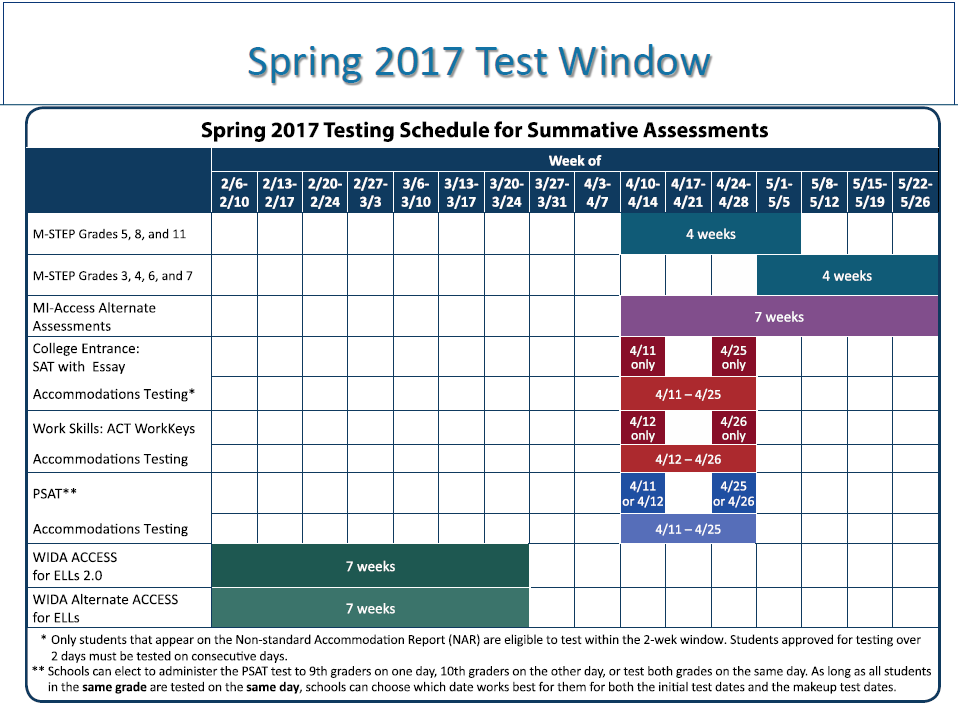 Spring 2017 Test Window
Spring 2017 Testing Schedule for Summative Assessments
Week of
2/6- 2/13- 2/20- 2/27- 3/6- 3/13- 3/20- 3/27- 4/3- 4/10- 4/17- 4/24- 5/1- 5/8- 5/15- 5/22-
2/10 2/17 2/24 3/3 3/10 3/17 3/24 3/31 4/7 4/14 4/21 4/28 5/5 5/12 5/19 5/26
M-STEP Grades 5, 8, and 11 4 weeks
M-STEP Grades 3, 4, 6, and 7 4 weeks
MI-Access Alternate
Assessments
7 weeks
College Entrance:
SAT with Essay
4/11
only
4/25
only
Accommodations Testing* 4/11 – 4/25
Work Skills: ACT WorkKeys
4/12
only
4/26
only
Accommodations Testing 4/12 – 4/26
PSAT**
4/11
or 4/12
4/25
or 4/26
Accommodations Testing 4/11 – 4/25
WIDA ACCESS
for ELLs 2.0
7 weeks
WIDA Alternate ACCESS
for ELLs
7 weeks
* Only students that appear on the Non-standard Accommodation Report (NAR) are eligible to test within the 2-wek window. Students approved for testing over
2 days must be tested on consecutive days.
** Schools can elect to administer the PSAT test to 9th graders on one day, 10th graders on the other day, or test both grades on the same day. As long as all students
in the same grade are tested on the same day, schools can choose which date works best for them for both the initial test dates and the makeup test dates.